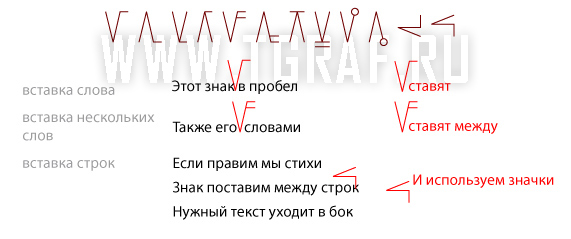 WWW.TGRAF.RU
вставка слова Этот знак в пробел ставят
вставка нескольких слов Также его словами ставят между
вставка строк Если правим мы стихи
Знак поставим между строк И используем значки
Нужный текст уходит в бок